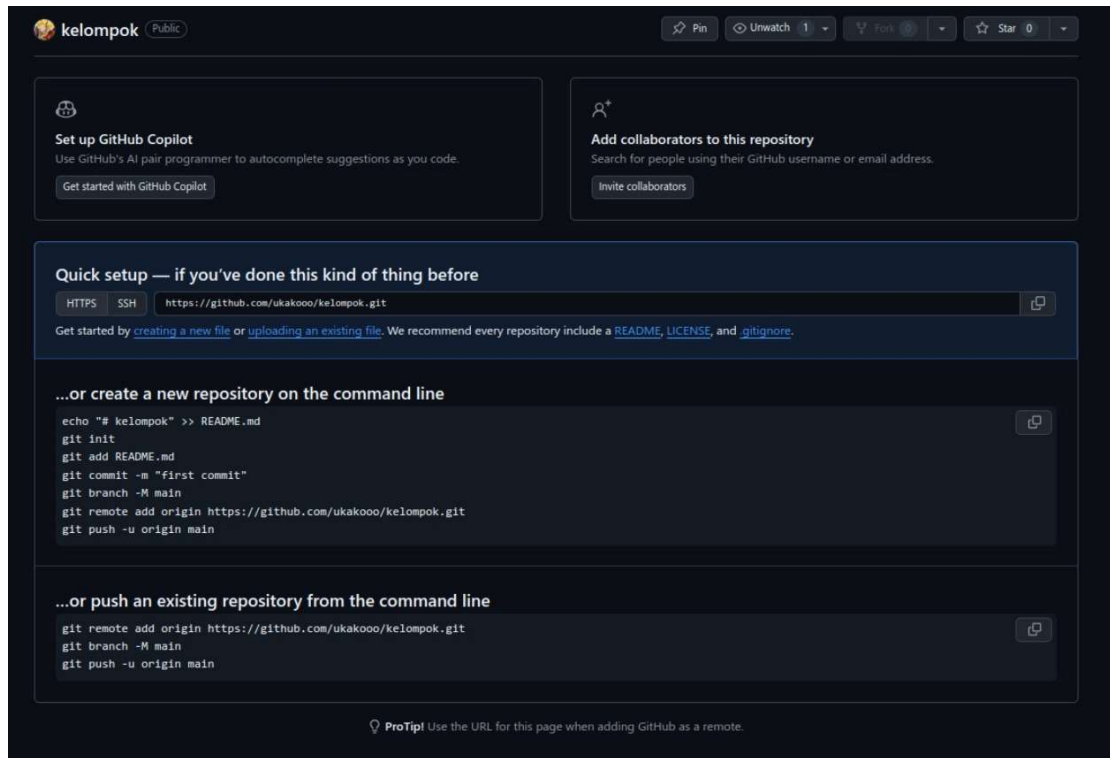 kelompok Public
Pin Unwatch 1 Fork 0 Star 0
Set up GitHub Copilot
Use GitHub's AI pair programmer to autocomplete suggestions as you code.
Get started with GitHub Copilot
Add collaborators to this repository
Search for people using their GitHub username or email address.
Invite collaborators
Quick setup — if you've done this kind of thing before
HTTPS SSH https://github.com/ukakooo/kelompok.git
Get started by creating a new file or uploading an existing file. We recommend every repository include a README, LICENSE, and .gitignore.
...or create a new repository on the command line
echo "# kelompok" >> README.md
git init
git add README.md
git commit -m "first commit"
git branch -M main
git remote add origin https://github.com/ukakooo/kelompok.git
git push -u origin main
...or push an existing repository from the command line
git remote add origin https://github.com/ukakooo/kelompok.git
git branch -M main
git push -u origin main
ProTip! Use the URL for this page when adding GitHub as a remote.